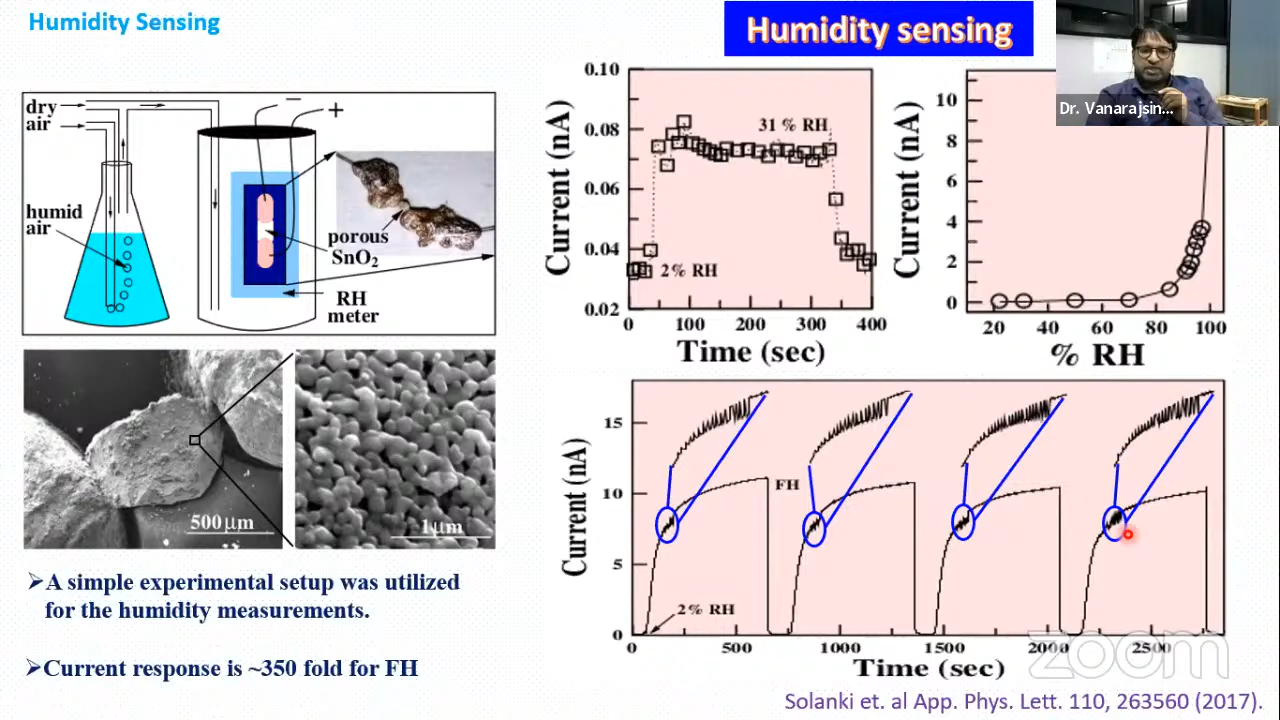 Humidity Sensing
Humidity sensing
Dr. Vanarajsin...
dry
air
humid
air
−
+
porous
SnO2
RH
meter
500 μm
1μm
➢A simple experimental setup was utilized
for the humidity measurements.
➢Current response is ~350 fold for FH
Current (nA)
0.10
0.08
0.06
0.04
0.02
31 % RH
2% RH
0 100 200 300 400
Time (sec)
Current (nA)
10
8
6
4
2
0
20 40 60 80 100
% RH
Current (nA)
15
10
5
0
FH
2% RH
0 500 1000 1500 2000 2500
Time (sec)
zoom
Solanki et. al App. Phys. Lett. 110, 263560 (2017).